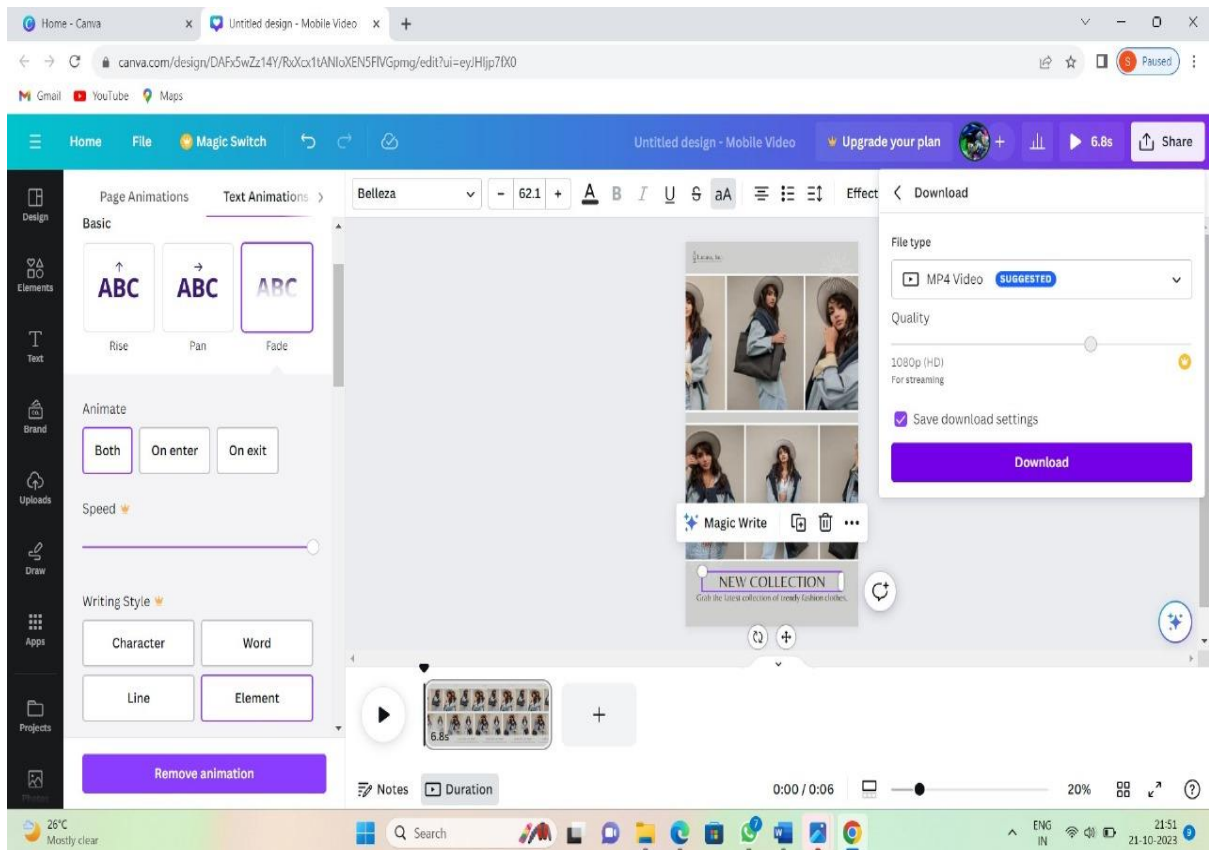 Home - Canva
Untitled design - Mobile Video
canva.com/design/DAFx5wZz14Y/RxXcx1tANIoXEN5FlVGpmg/edit?ui=eyJHIjp7fX0
Paused
Gmail YouTube Maps
Home File Magic Switch Untitled design - Mobile Video Upgrade your plan 6.8s Share
Design
Elements
Text
Brand
Uploads
Draw
Apps
Projects
Photos
Page Animations Text Animations
Basic
ABC ABC ABC
Rise Pan Fade
Animate
Both On enter On exit
Speed
Writing Style
Character Word
Line Element
Remove animation
Belleza - 62.1 + A B I U S aA Effect
Magic Write
NEW COLLECTION
Grab the latest collection of trendy fashion clothes.
Download
File type
MP4 Video SUGGESTED
Quality
1080p (HD)
For streaming
Save download settings
Download
6.8s
Notes Duration 0:00 / 0:06 20%
26°C
Mostly clear
Search
ENG
IN
21:51
21-10-2023